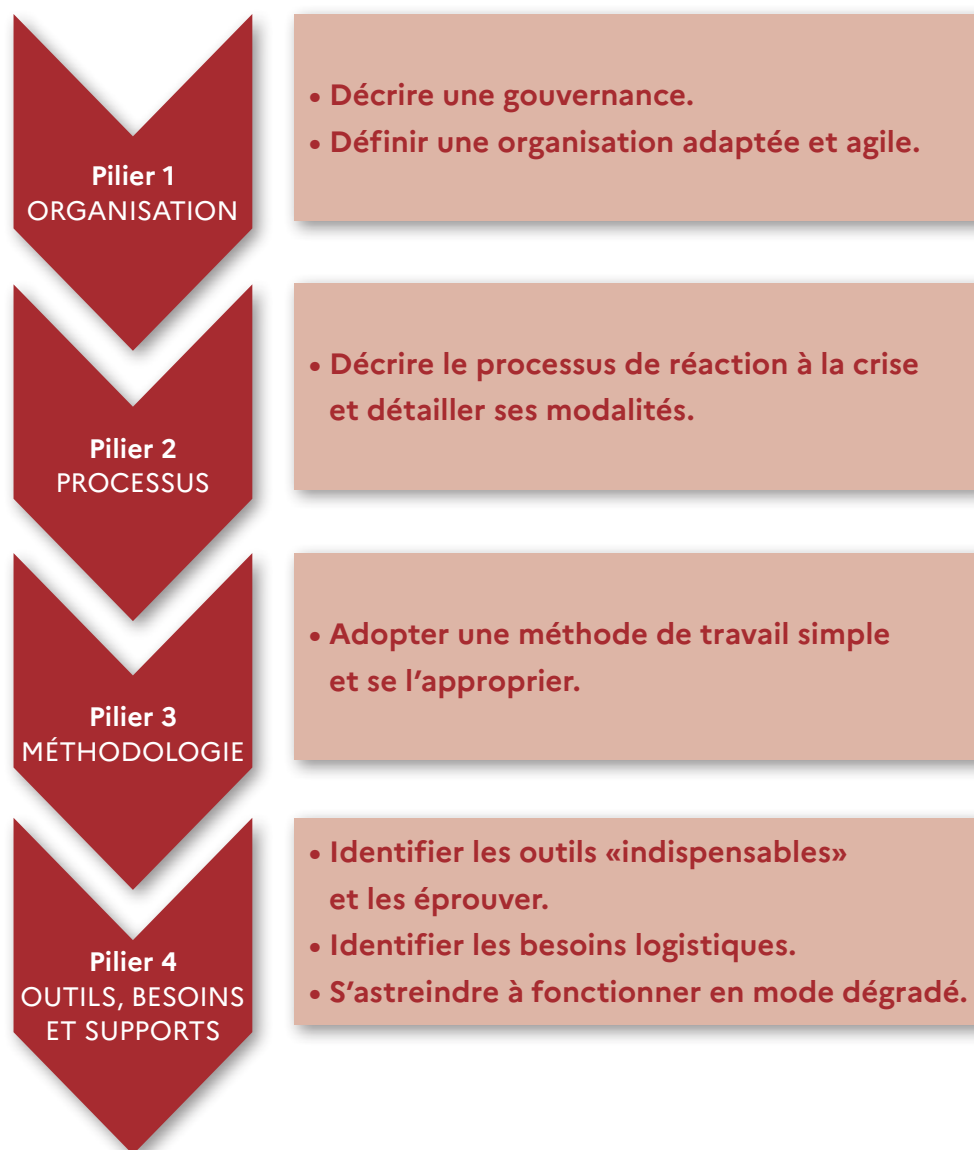 Pilier 1
ORGANISATION
• Décrire une gouvernance.
• Définir une organisation adaptée et agile.
Pilier 2
PROCESSUS
• Décrire le processus de réaction à la crise
et détailler ses modalités.
Pilier 3
MÉTHODOLOGIE
• Adopter une méthode de travail simple
et se l’approprier.
Pilier 4
OUTILS, BESOINS
ET SUPPORTS
• Identifier les outils «indispensables»
et les éprouver.
• Identifier les besoins logistiques.
• S’astreindre à fonctionner en mode dégradé.